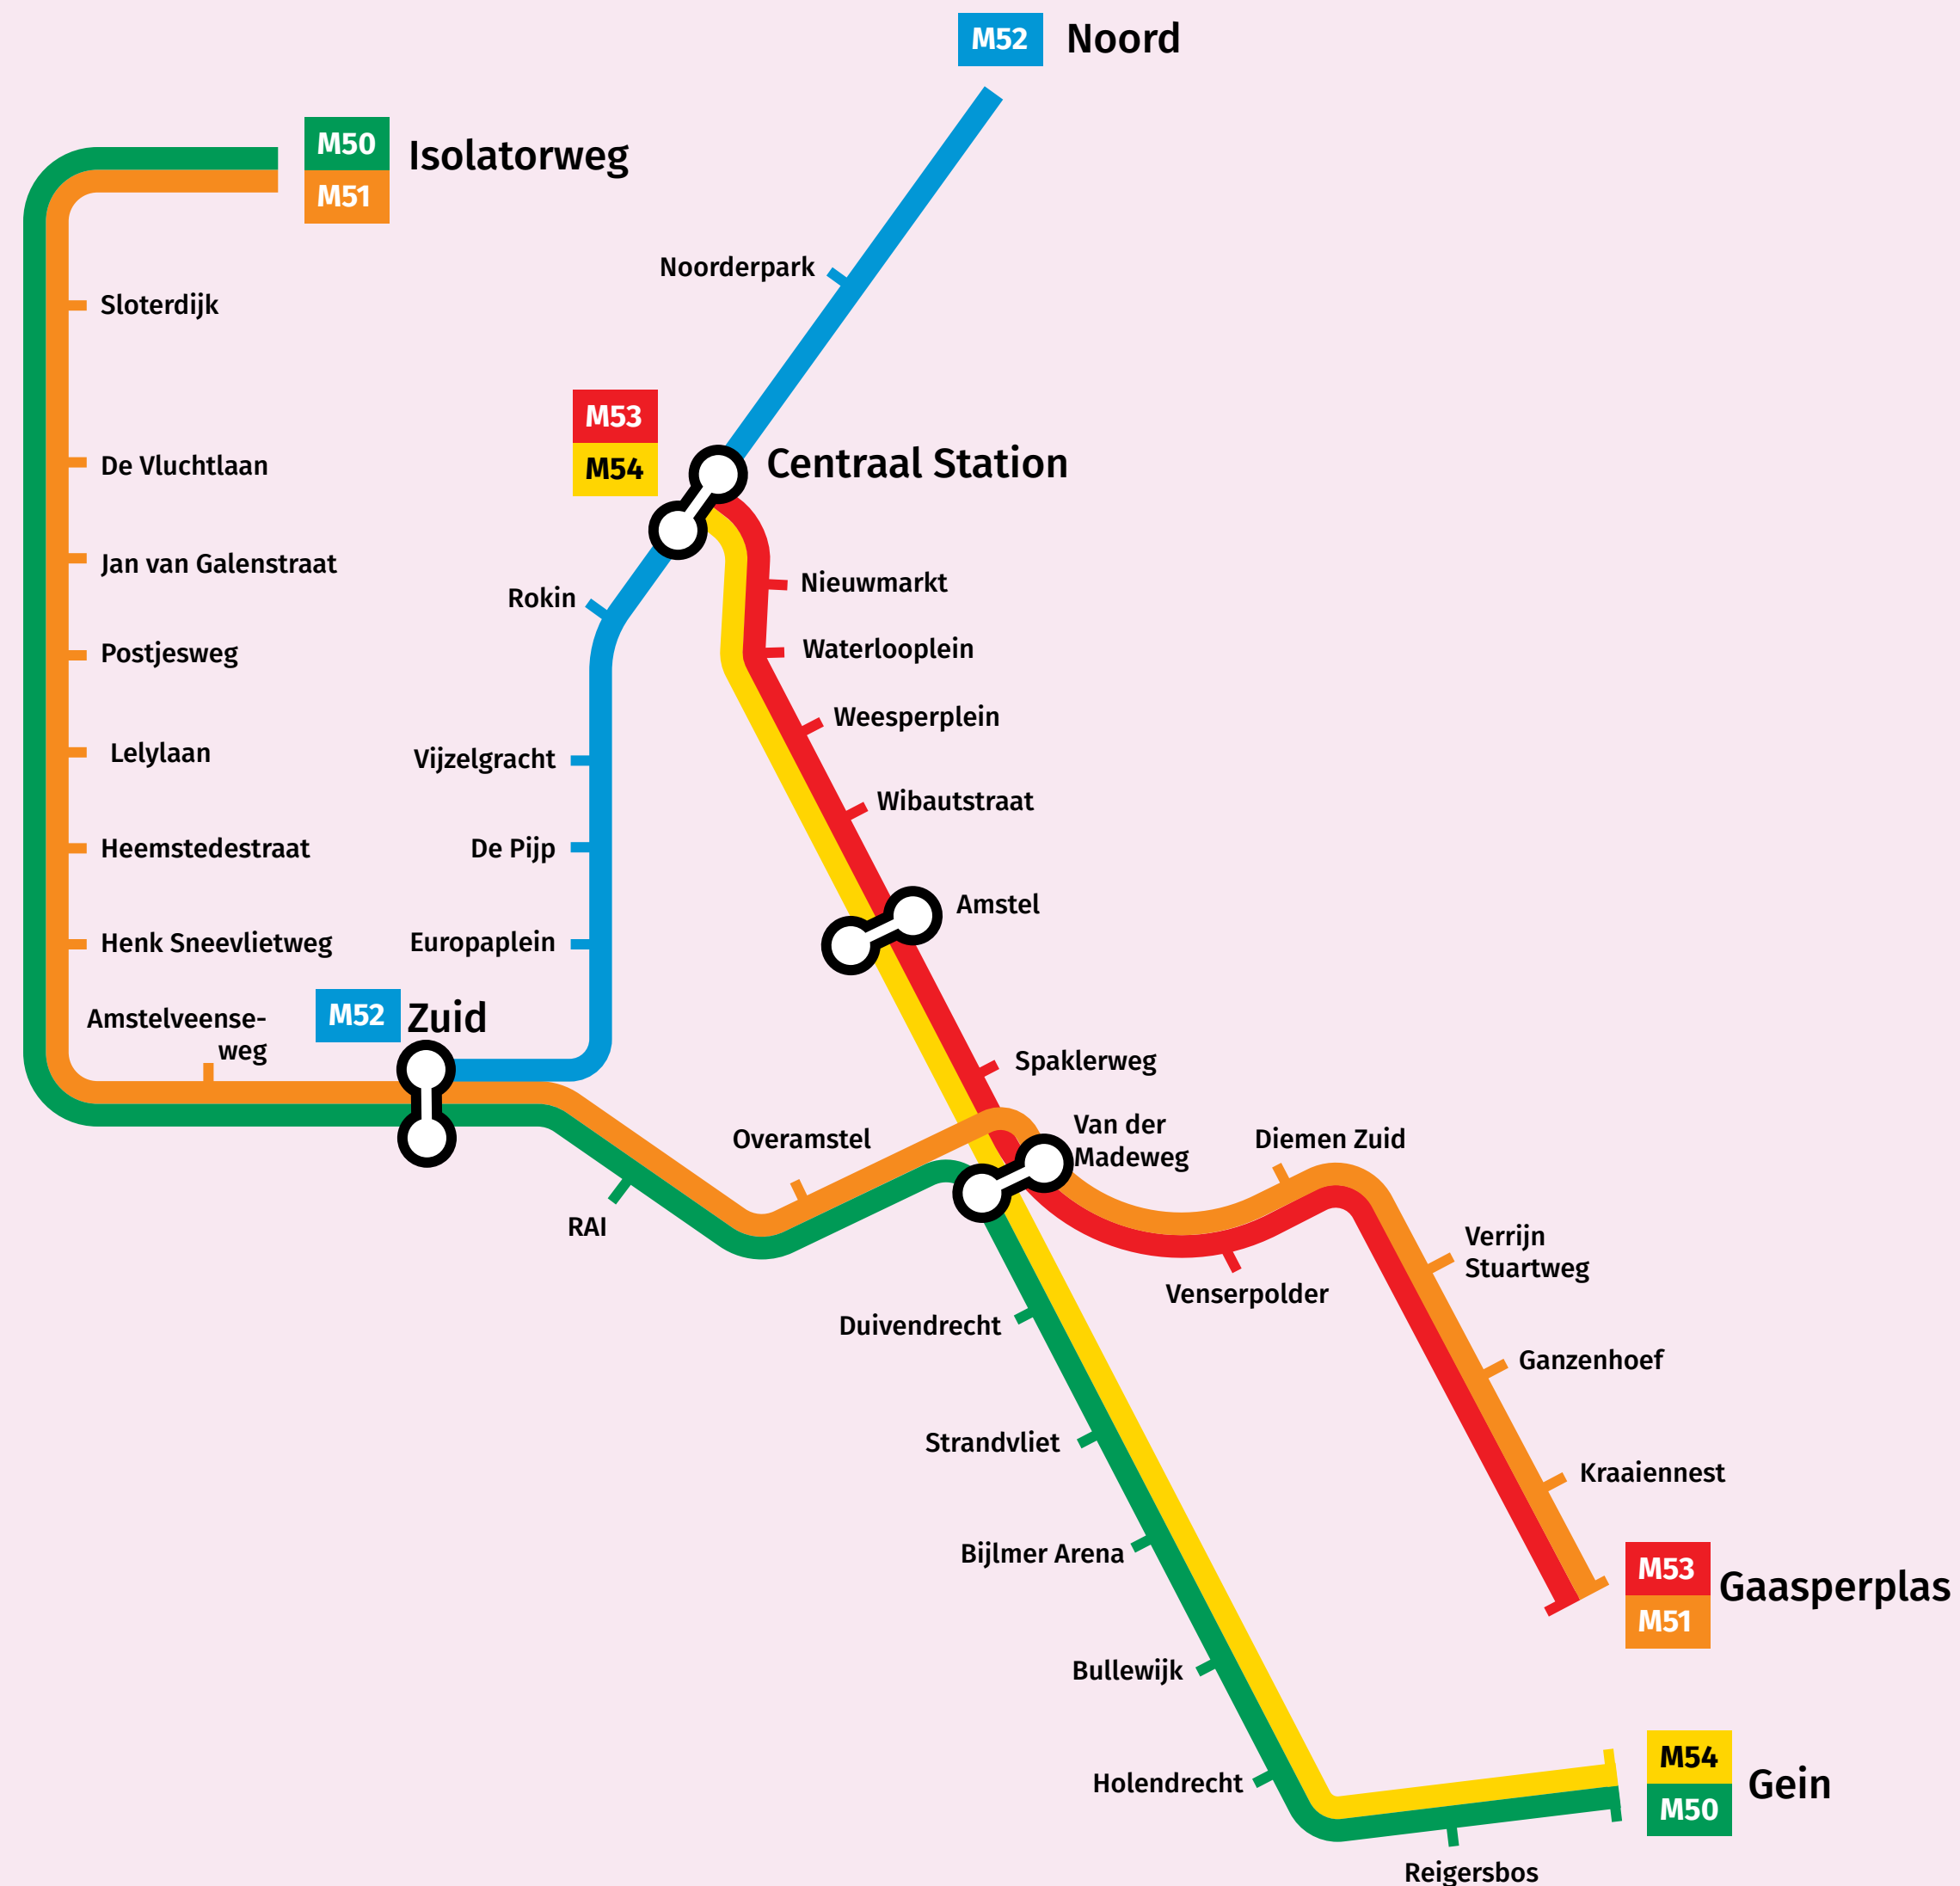 M52 Noord
M50
M51
Isolatorweg
Noorderpark
Sloterdijk
M53
M54
Centraal Station
De Vluchtlaan
Jan van Galenstraat
Nieuwmarkt
Rokin
Waterlooplein
Postjesweg
Weesperplein
Lelylaan
Vijzelgracht
Wibautstraat
Heemstedestraat
De Pijp
Amstel
Henk Sneevlietweg
Europaplein
Amstelveense-
weg
M52 Zuid
Spaklerweg
Overamstel
Van der
Madeweg
Diemen Zuid
RAI
Verrijn
Stuartweg
Venserpolder
Duivendrecht
Ganzenhoef
Strandvliet
Kraaiennest
Bijlmer Arena
M53
M51
Gaasperplas
Bullewijk
Holendrecht
M54
M50
Gein
Reigersbos